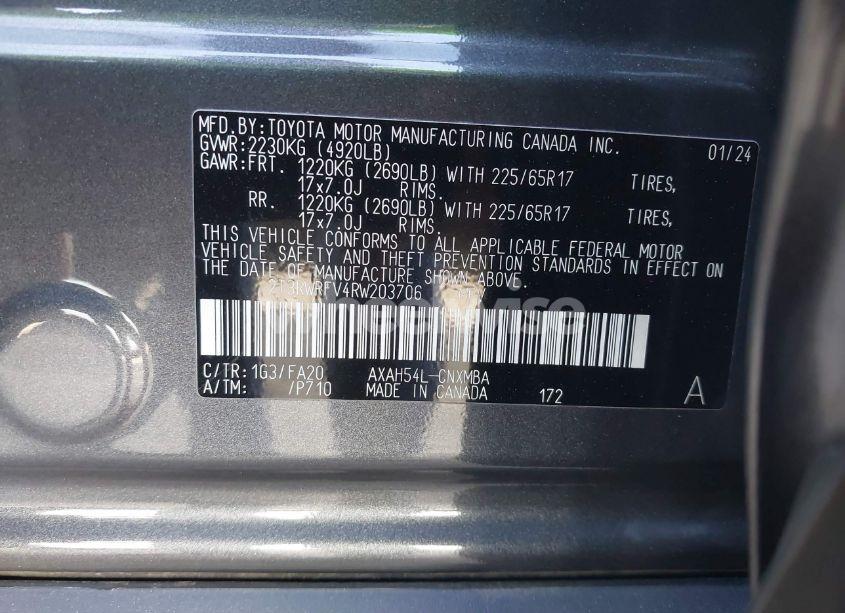 MFD.BY:TOYOTA MOTOR MANUFACTURING CANADA INC. 01/24
GVWR:2230KG (4920LB)
GAWR:FRT. 1220KG (2690LB) WITH 225/65R17 TIRES,
17x7.0J RIMS.
RR. 1220KG (2690LB) WITH 225/65R17 TIRES,
17x7.0J RIMS.
THIS VEHICLE CONFORMS TO ALL APPLICABLE FEDERAL MOTOR
VEHICLE SAFETY AND THEFT PREVENTION STANDARDS IN EFFECT ON
THE DATE OF MANUFACTURE SHOWN ABOVE.
2T3RWRFV4RW203706
C/TR:1G3/FA20 AXAH54L-CNXMBA
A/TM: /P710 MADE IN CANADA 172 A